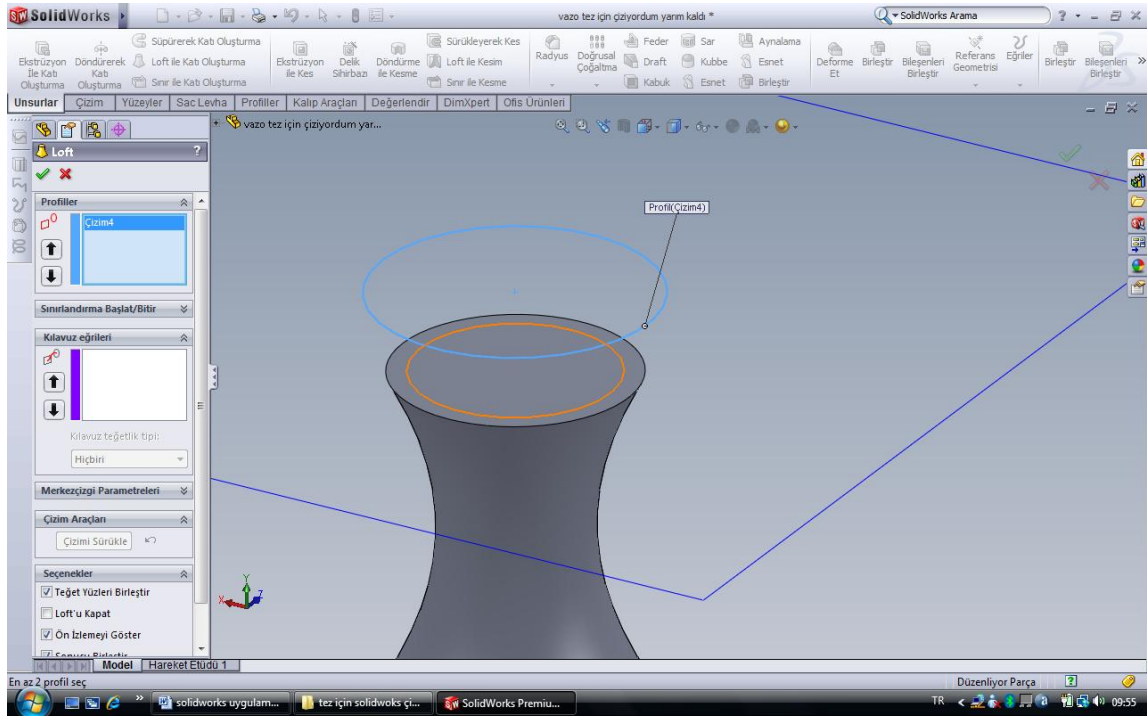 SolidWorks
vazo tez için çiziyordum yarım kaldı *
SolidWorks Arama
Ekstrüzyon İle Katı Oluşturma
Döndürerek Katı Oluşturma
Süpürerek Katı Oluşturma
Loft ile Katı Oluşturma
Sınır ile Katı Oluşturma
Ekstrüzyon ile Kes
Delik Sihirbazı
Döndürme ile Kesme
Sürükleyerek Kes
Loft ile Kesim
Sınır ile Kesme
Radyus
Doğrusal Çoğaltma
Feder
Draft
Kabuk
Sar
Kubbe
Esnet
Aynalama
Esnet
Birleştir
Deforme Et
Birleştir
Bileşenleri Birleştir
Referans Geometrisi
Eğriler
Birleştir
Bileşenleri Birleştir
Unsurlar Çizim Yüzeyler Sac Levha Profiller Kalıp Araçları Değerlendir DimXpert Ofis Ürünleri
vazo tez için çiziyordum yar...
Loft
?
Profiller
Çizim4
Sınırlandırma Başlat/Bitir
Kılavuz eğrileri
Kılavuz teğetlik tipi:
Hiçbiri
Merkezçizgi Parametreleri
Çizim Araçları
Çizimi Sürükle
Seçenekler
Teğet Yüzleri Birleştir
Loft'u Kapat
Ön İzlemeyi Göster
Sonucu Birleştir
Profil(Çizim4)
Y
X
Z
Model Hareket Etüdü 1
En az 2 profil seç
Düzenliyor Parça
solidworks uygulam...
tez için solidwoks çi...
SolidWorks Premiu...
TR
09:55